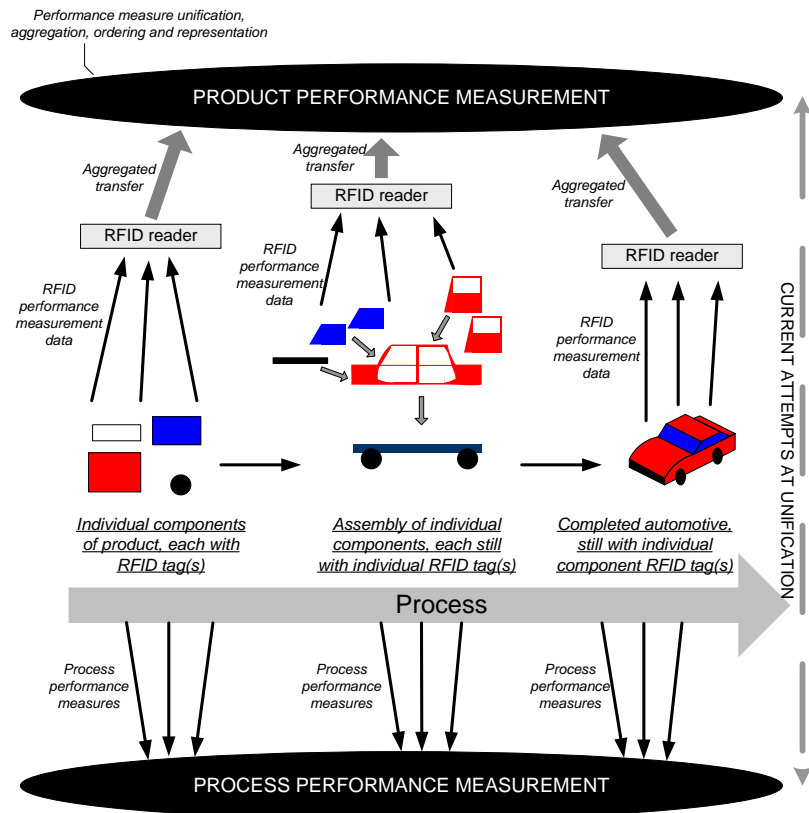 Performance measure unification,
aggregation, ordering and representation
PRODUCT PERFORMANCE MEASUREMENT
Aggregated
transfer
Aggregated
transfer
Aggregated
transfer
RFID reader
RFID reader
RFID reader
RFID
performance
measurement
data
RFID
performance
measurement
data
RFID
performance
measurement
data
Individual components
of product, each with
RFID tag(s)
Assembly of individual
components, each still
with individual RFID tag(s)
Completed automotive,
still with individual
component RFID tag(s)
CURRENT ATTEMPTS AT UNIFICATION
Process
Process
performance
measures
Process
performance
measures
Process
performance
measures
PROCESS PERFORMANCE MEASUREMENT